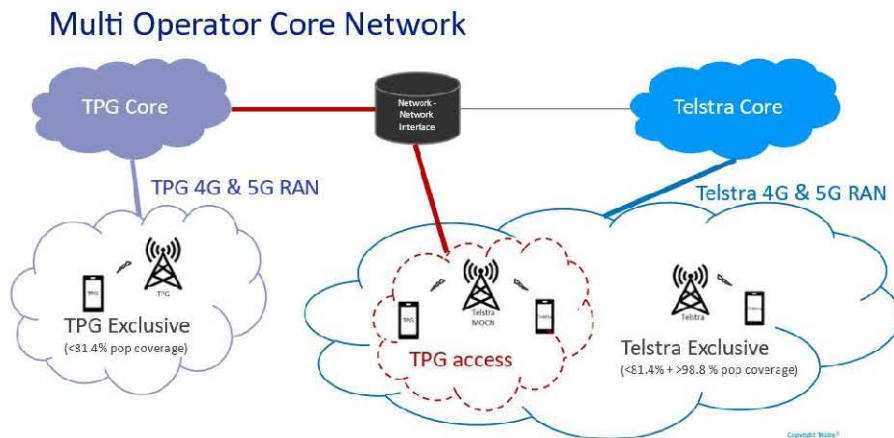 Multi Operator Core Network
TPG Core
Network -
Network
Interface
Telstra Core
TPG 4G & 5G RAN
Telstra 4G & 5G RAN
TPG
TPG
TPG Exclusive
(<81.4% pop coverage)
TPG
Telstra
MOCN
TPG access
Telstra
Telstra Exclusive
(<81.4% + >98.8 % pop coverage)
Copyright Telstra®